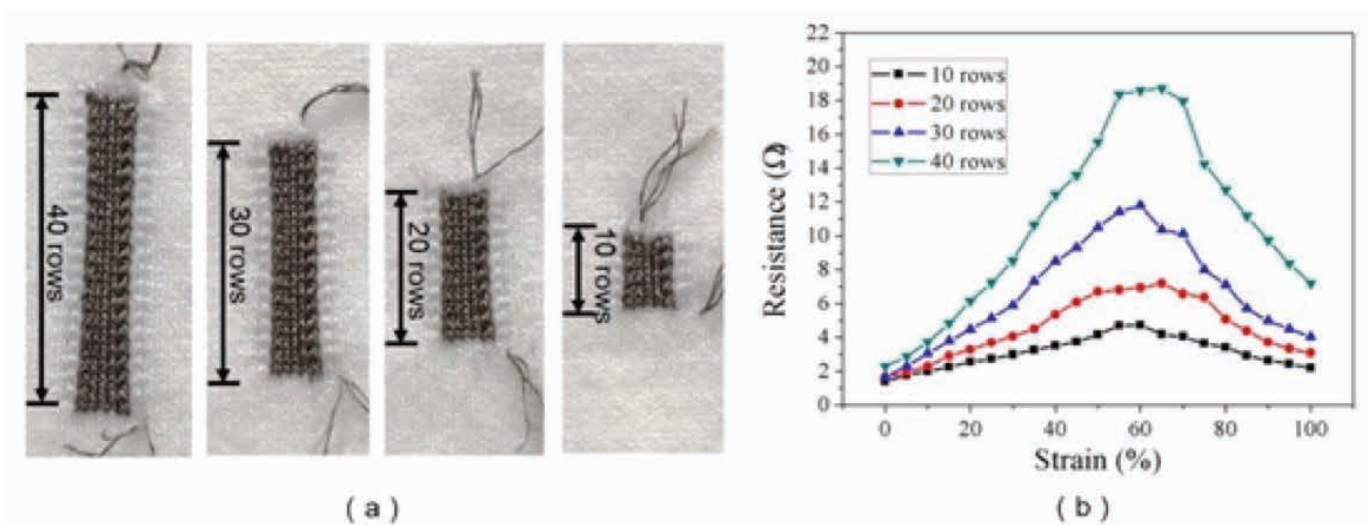 40 rows
30 rows
20 rows
10 rows
( a )
22
20
18
16
14
12
10
8
6
4
2
0
Resistance (Ω)
10 rows
20 rows
30 rows
40 rows
0 20 40 60 80 100
Strain (%)
( b )